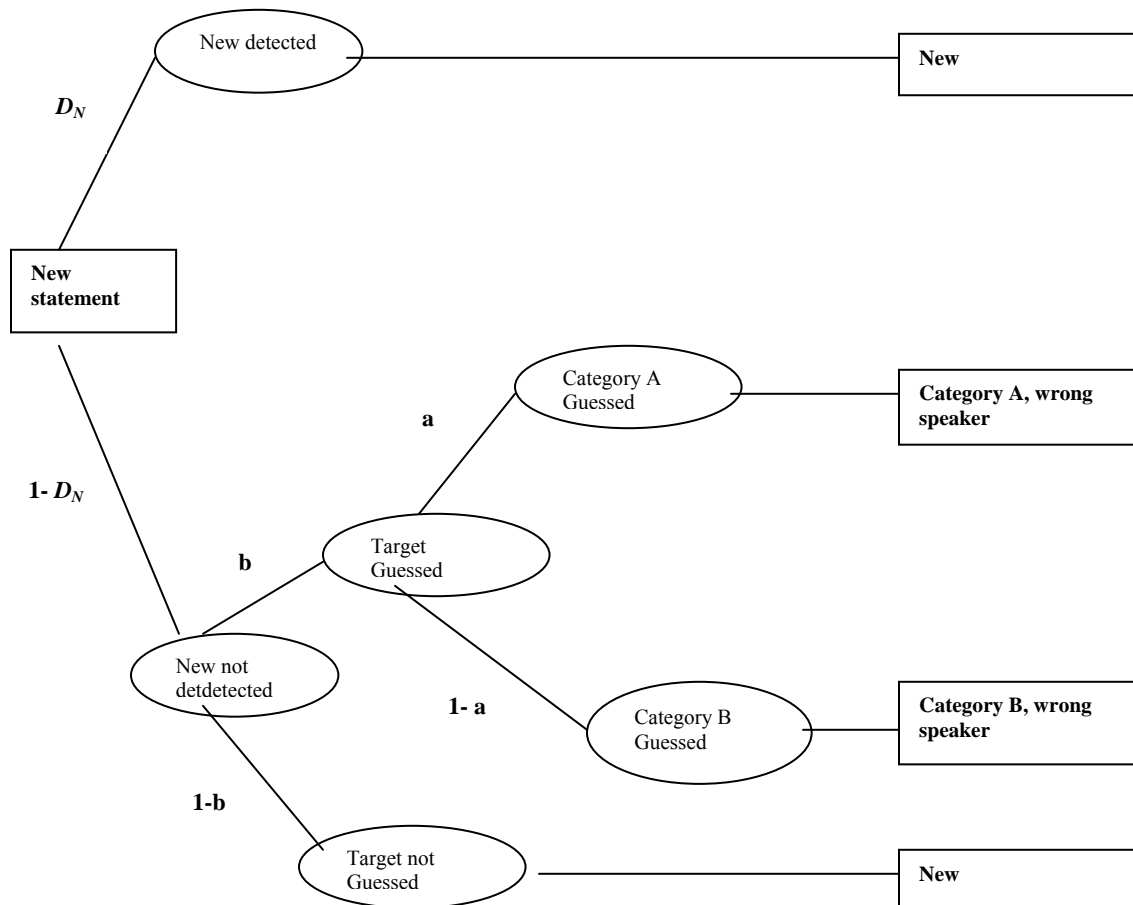 New detected
New
D_N
New
statement
Category A
Guessed
Category A, wrong
speaker
a
1- D_N
b
Target
Guessed
New not
detdetected
1- a
Category B
Guessed
Category B, wrong
speaker
1-b
Target not
Guessed
New